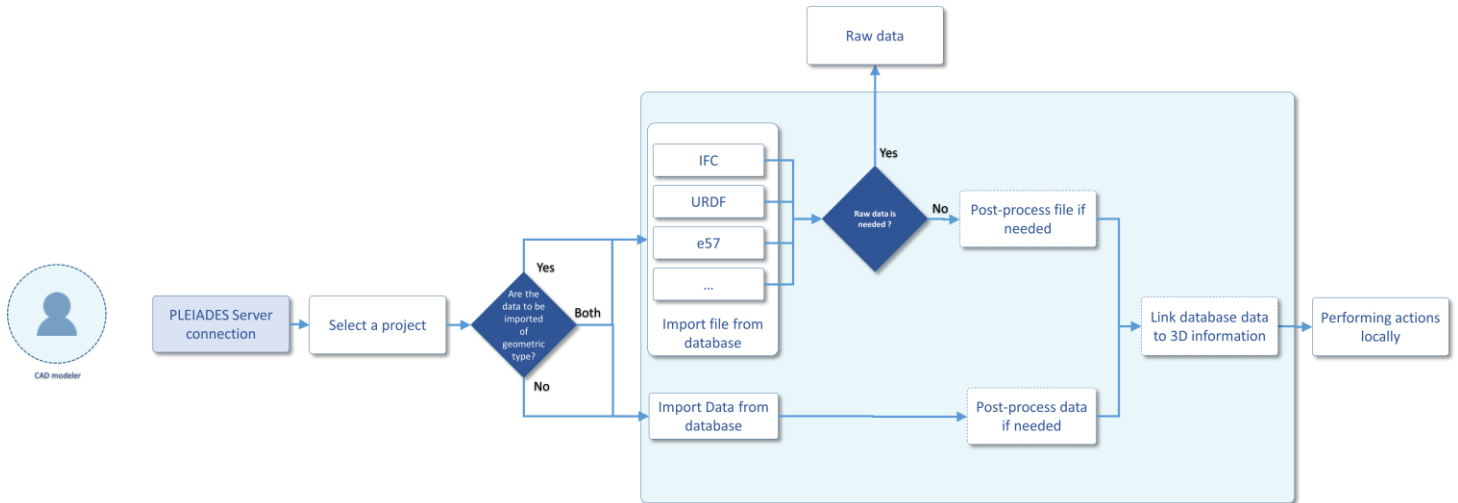 Raw data
Yes
IFC
URDF
e57
...
Import file from
database
Raw data is
needed ?
No
Post-process file if
needed
CAD modeler
PLEIADES Server
connection
Select a project
Are the
data to be
imported of
geometric
type?
Yes
Both
No
Import Data from
database
Post-process data
if needed
Link database data
to 3D information
Performing actions
locally